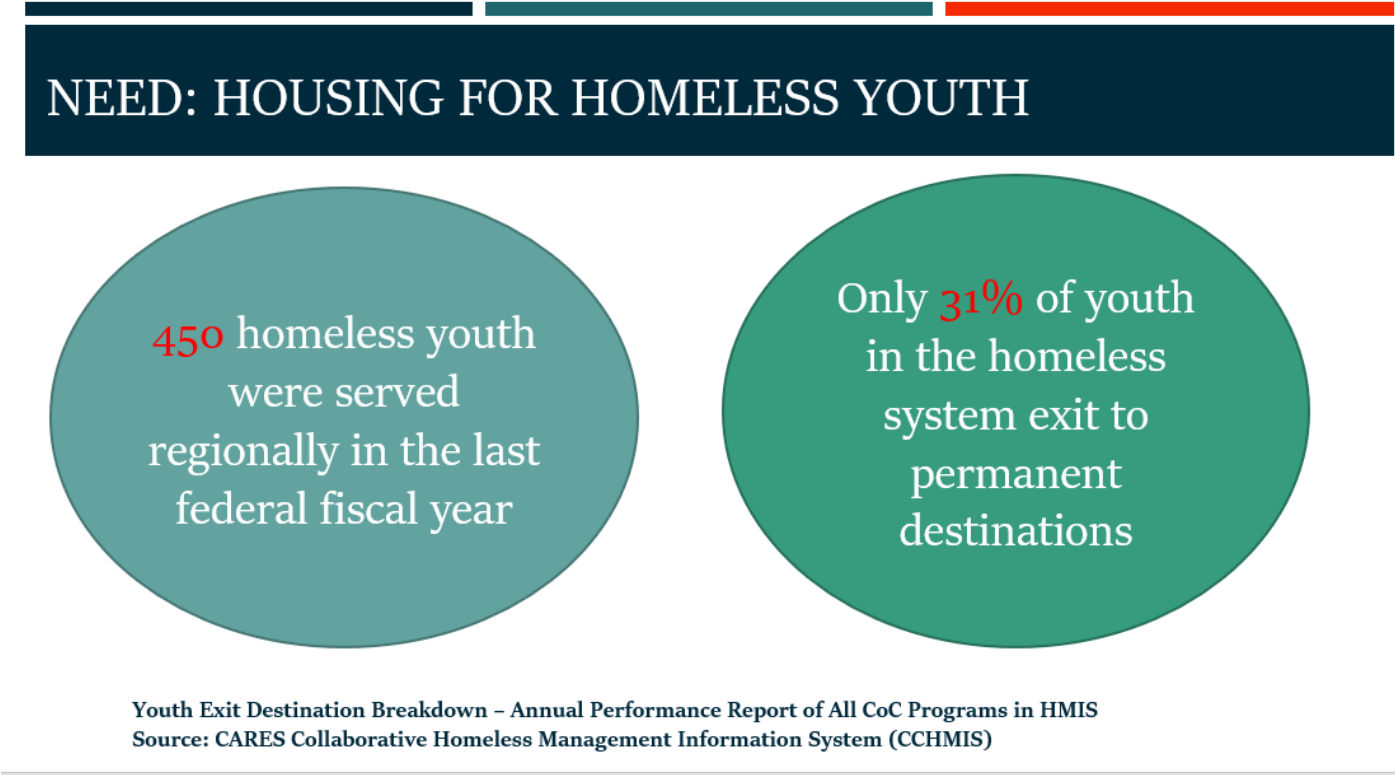 NEED: HOUSING FOR HOMELESS YOUTH
450 homeless youth
were served
regionally in the last
federal fiscal year
Only 31% of youth
in the homeless
system exit to
permanent
destinations
Youth Exit Destination Breakdown – Annual Performance Report of All CoC Programs in HMIS
Source: CARES Collaborative Homeless Management Information System (CCHMIS)